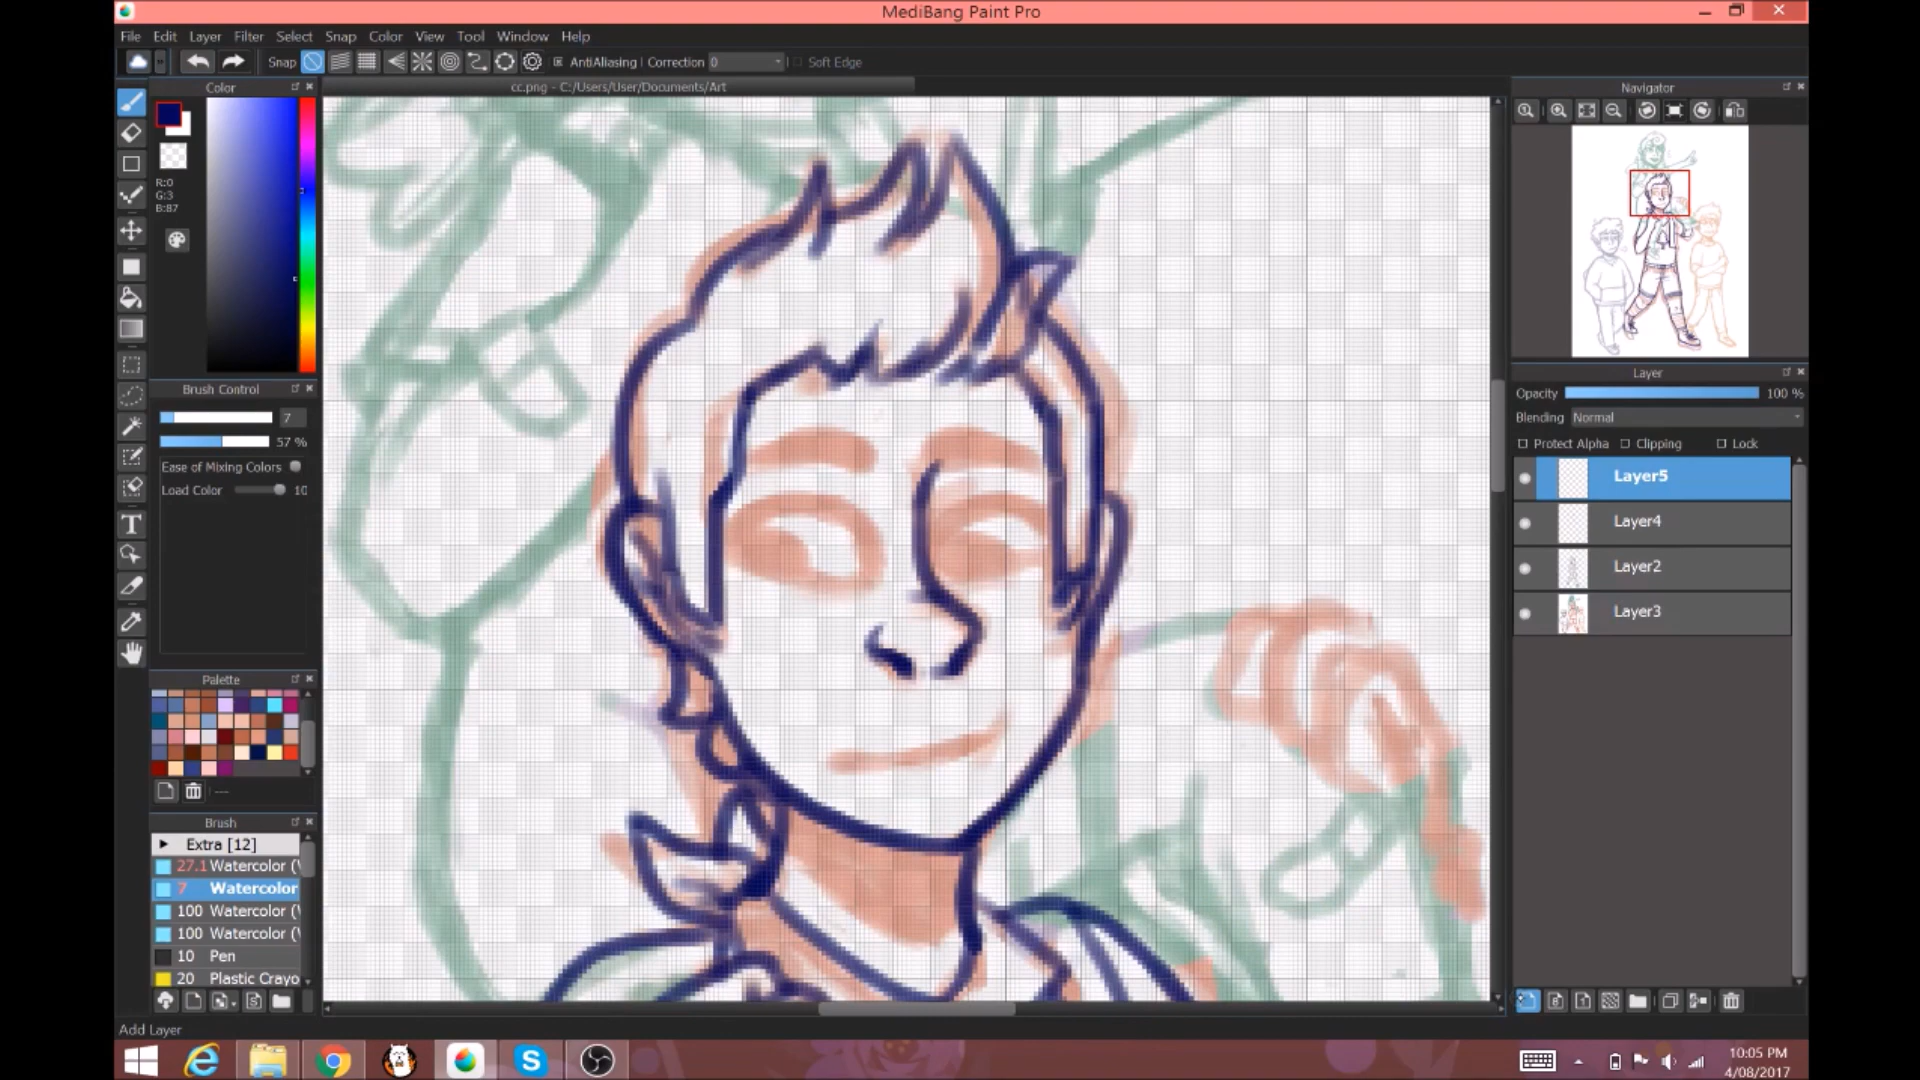 MediBang Paint Pro
File Edit Layer Filter Select Snap Color View Tool Window Help
Snap AntiAliasing Correction 0 Soft Edge
Color
cc.png - C:/Users/User/Documents/Art
Navigator
R:0
G:3
B:87
Layer
Opacity 100 %
Blending Normal
Protect Alpha Clipping Lock
Layer5
Layer4
Layer2
Layer3
Brush Control
7
57 %
Ease of Mixing Colors
Load Color 10
Palette
---
Brush
Extra [12]
27.1 Watercolor (
7 Watercolor
100 Watercolor (
100 Watercolor (
10 Pen
20 Plastic Crayo
Add Layer
10:05 PM
4/08/2017